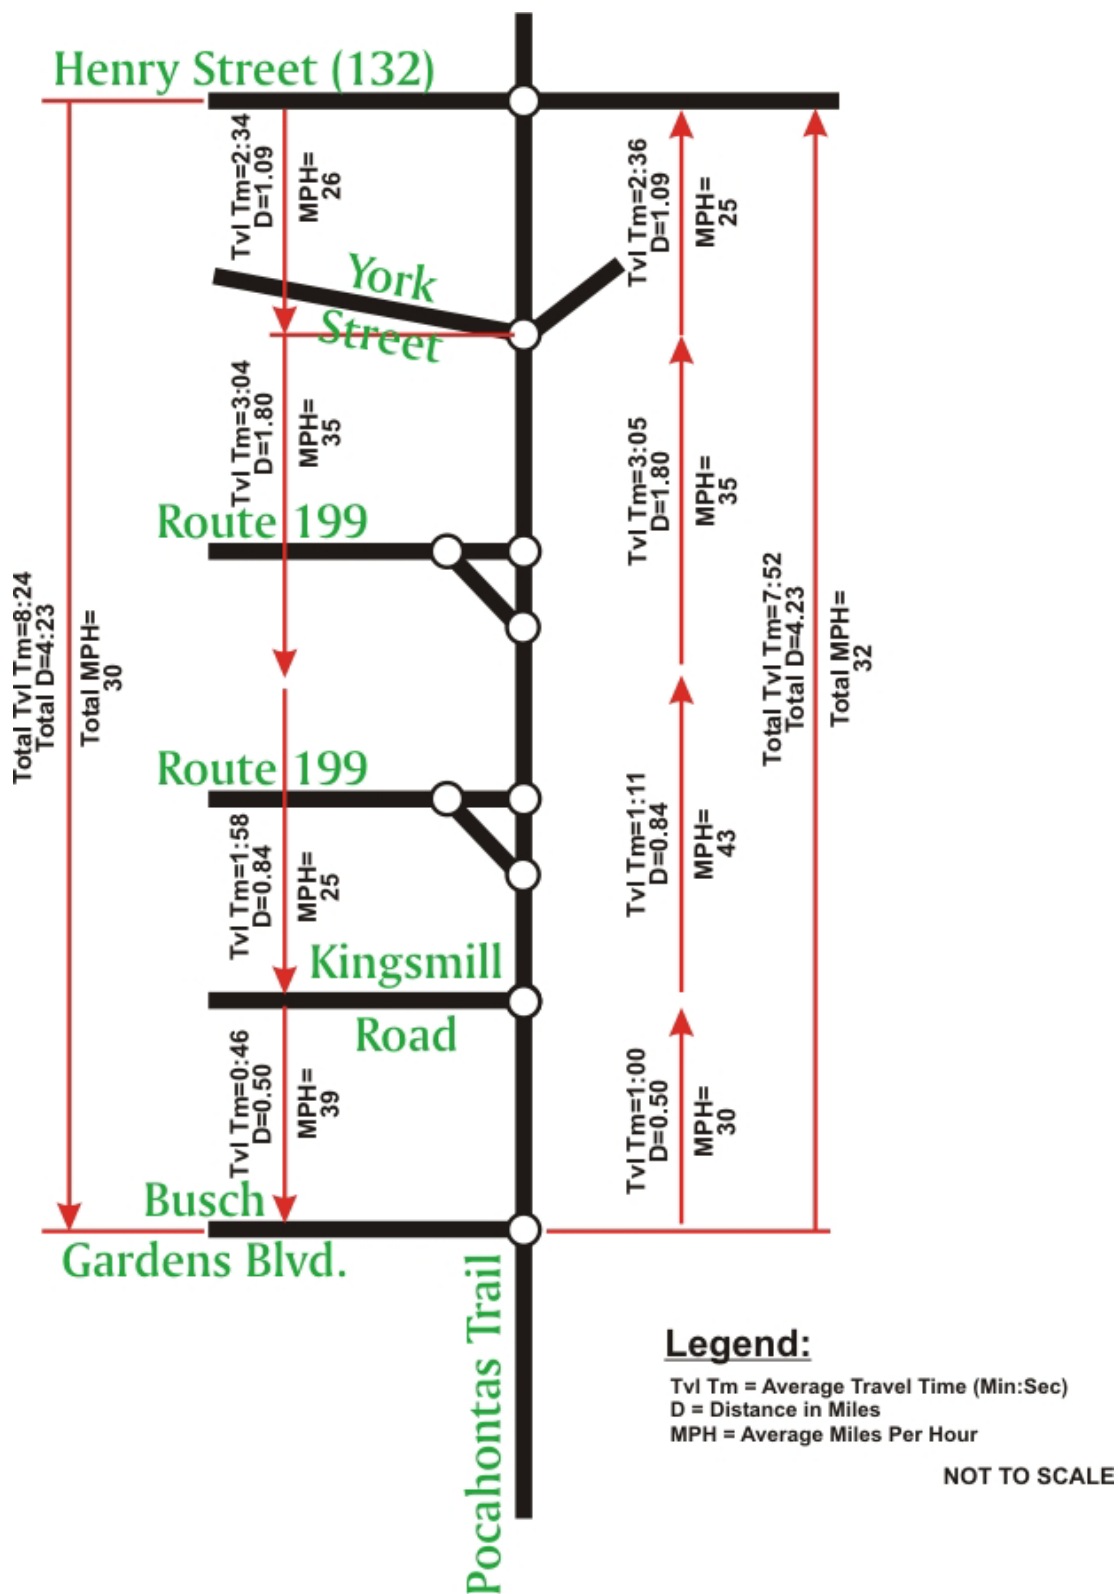 Henry Street (132)
Tvl Tm=2:34
D=1.09
MPH=
26
Tvl Tm=2:36
D=1.09
MPH=
25
York
Street
Tvl Tm=3:04
D=1.80
MPH=
35
Tvl Tm=3:05
D=1.80
MPH=
35
Route 199
Total Tvl Tm=8:24
Total D=4:23
Total MPH=
30
Total Tvl Tm=7:52
Total D=4.23
Total MPH=
32
Route 199
Tvl Tm=1:58
D=0.84
MPH=
25
Tvl Tm=1:11
D=0.84
MPH=
43
Kingsmill
Road
Tvl Tm=0:46
D=0.50
MPH=
39
Tvl Tm=1:00
D=0.50
MPH=
30
Busch
Gardens Blvd.
Pocahontas Trail
Legend:
Tvl Tm = Average Travel Time (Min:Sec)
D = Distance in Miles
MPH = Average Miles Per Hour
NOT TO SCALE